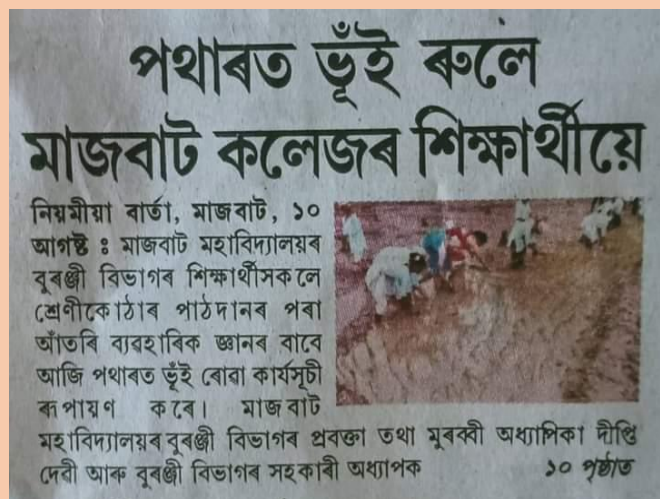 পথাৰত ভূঁই ৰুলে
মাজবাট কলেজৰ শিক্ষাৰ্থীয়ে
নিয়মীয়া বাৰ্তা, মাজবাট, ১০
আগষ্ট ঃ মাজবাট মহাবিদ্যালয়ৰ
বুৰঞ্জী বিভাগৰ শিক্ষাৰ্থীসকলে
শ্ৰেণীকোঠাৰ পাঠদানৰ পৰা
আঁতৰি ব্যৱহাৰিক জ্ঞানৰ বাবে
আজি পথাৰত ভূঁই ৰোৱা কাৰ্যসূচী
ৰূপায়ণ কৰে। মাজবাট
মহাবিদ্যালয়ৰ বুৰঞ্জী বিভাগৰ প্ৰবক্তা তথা মুৰব্বী অধ্যাপিকা দীপ্তি
দেৱী আৰু বুৰঞ্জী বিভাগৰ সহকাৰী অধ্যাপক ১০ পৃষ্ঠাত